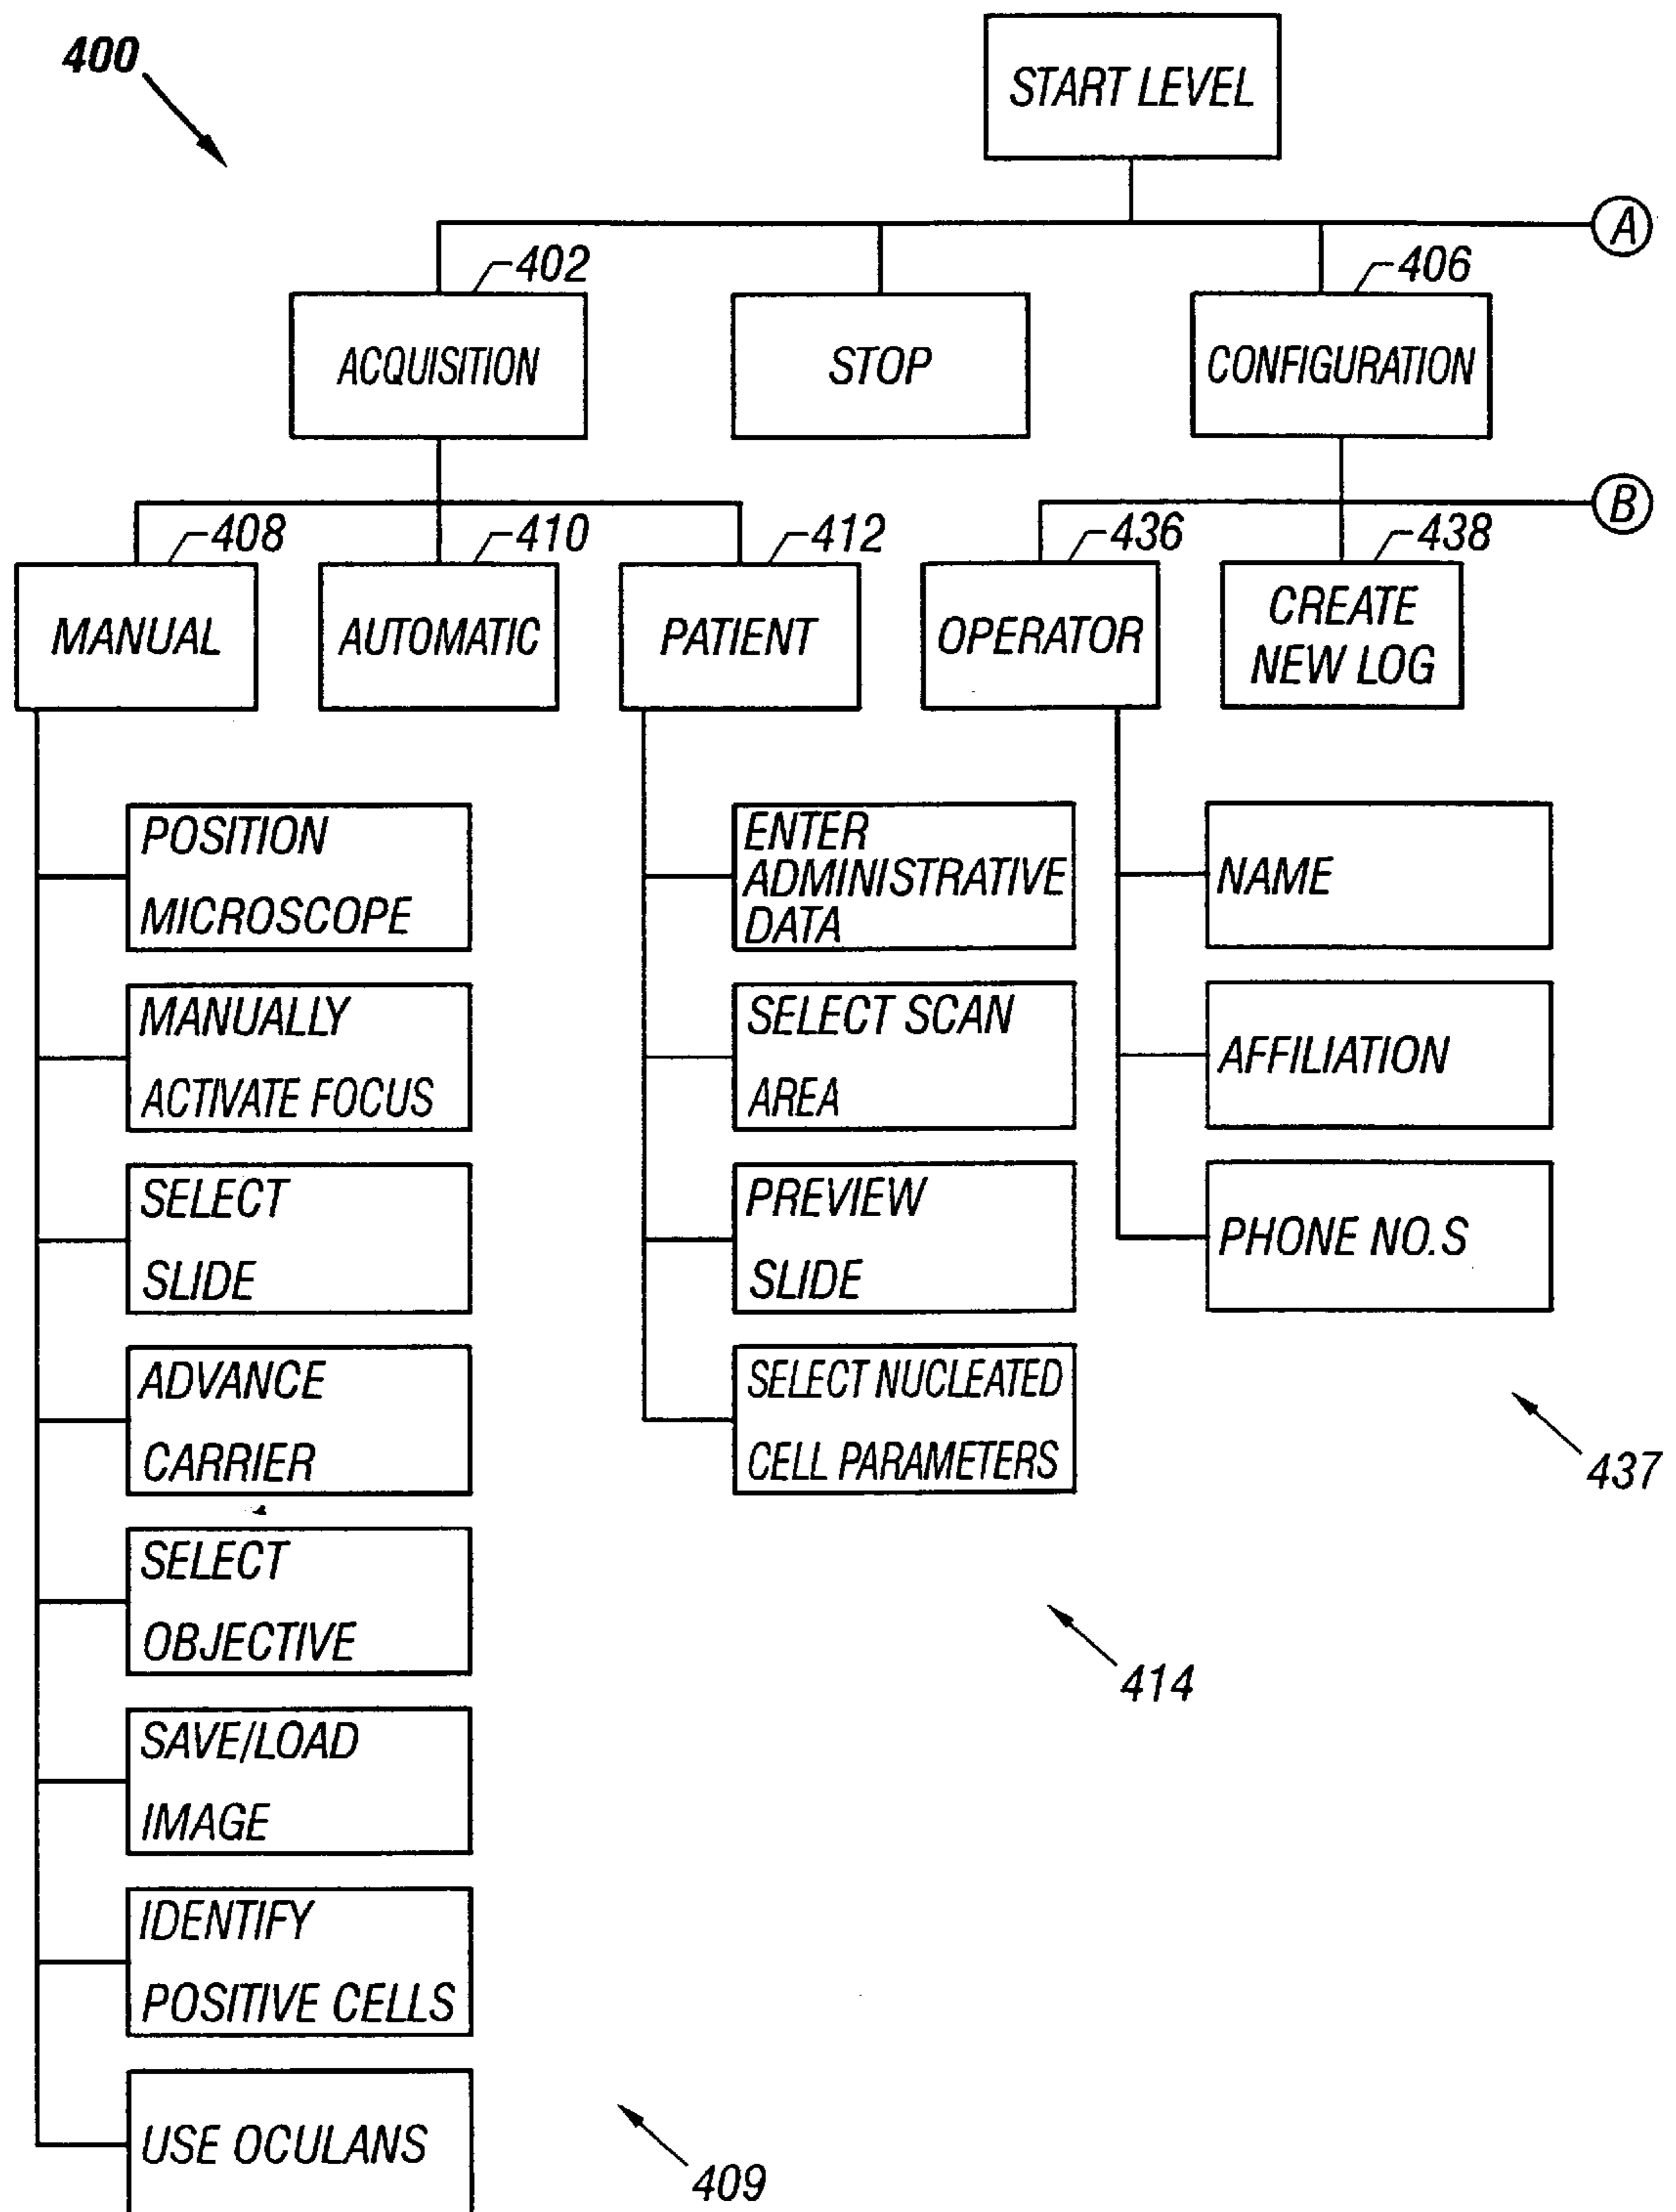 400
START LEVEL
A
402
406
ACQUISITION
STOP
CONFIGURATION
B
408
410
412
436
438
MANUAL
AUTOMATIC
PATIENT
OPERATOR
CREATE
NEW LOG
POSITION
MICROSCOPE
MANUALLY
ACTIVATE FOCUS
SELECT
SLIDE
ADVANCE
CARRIER
SELECT
OBJECTIVE
SAVE/LOAD
IMAGE
IDENTIFY
POSITIVE CELLS
USE OCULANS
409
ENTER
ADMINISTRATIVE
DATA
SELECT SCAN
AREA
PREVIEW
SLIDE
SELECT NUCLEATED
CELL PARAMETERS
414
NAME
AFFILIATION
PHONE NO.S
437